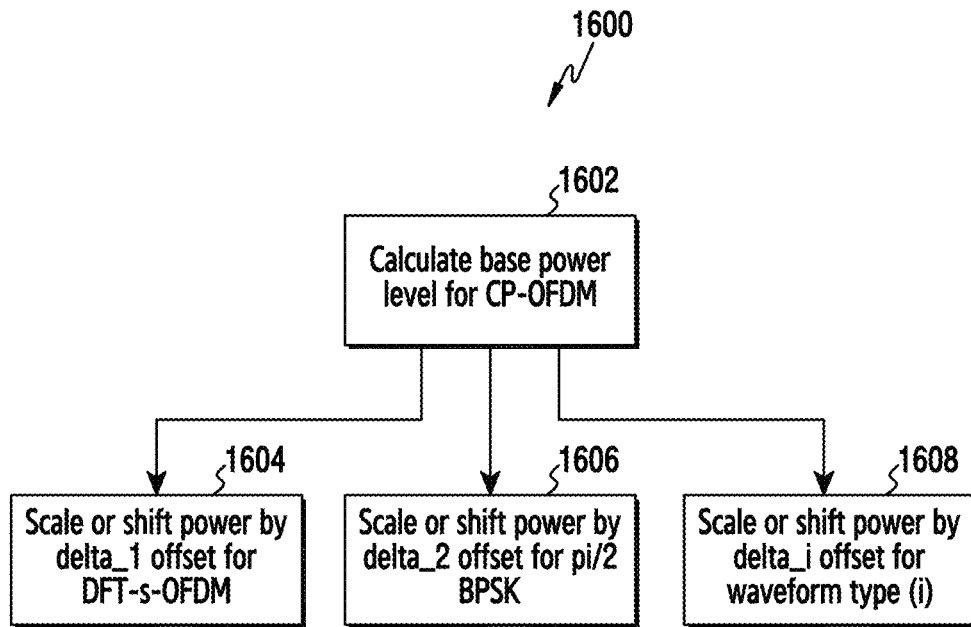 1600
1602
Calculate base power
level for CP-OFDM
1604
Scale or shift power by
delta_1 offset for
DFT-s-OFDM
1606
Scale or shift power by
delta_2 offset for pi/2
BPSK
1608
Scale or shift power by
delta_i offset for
waveform type (i)